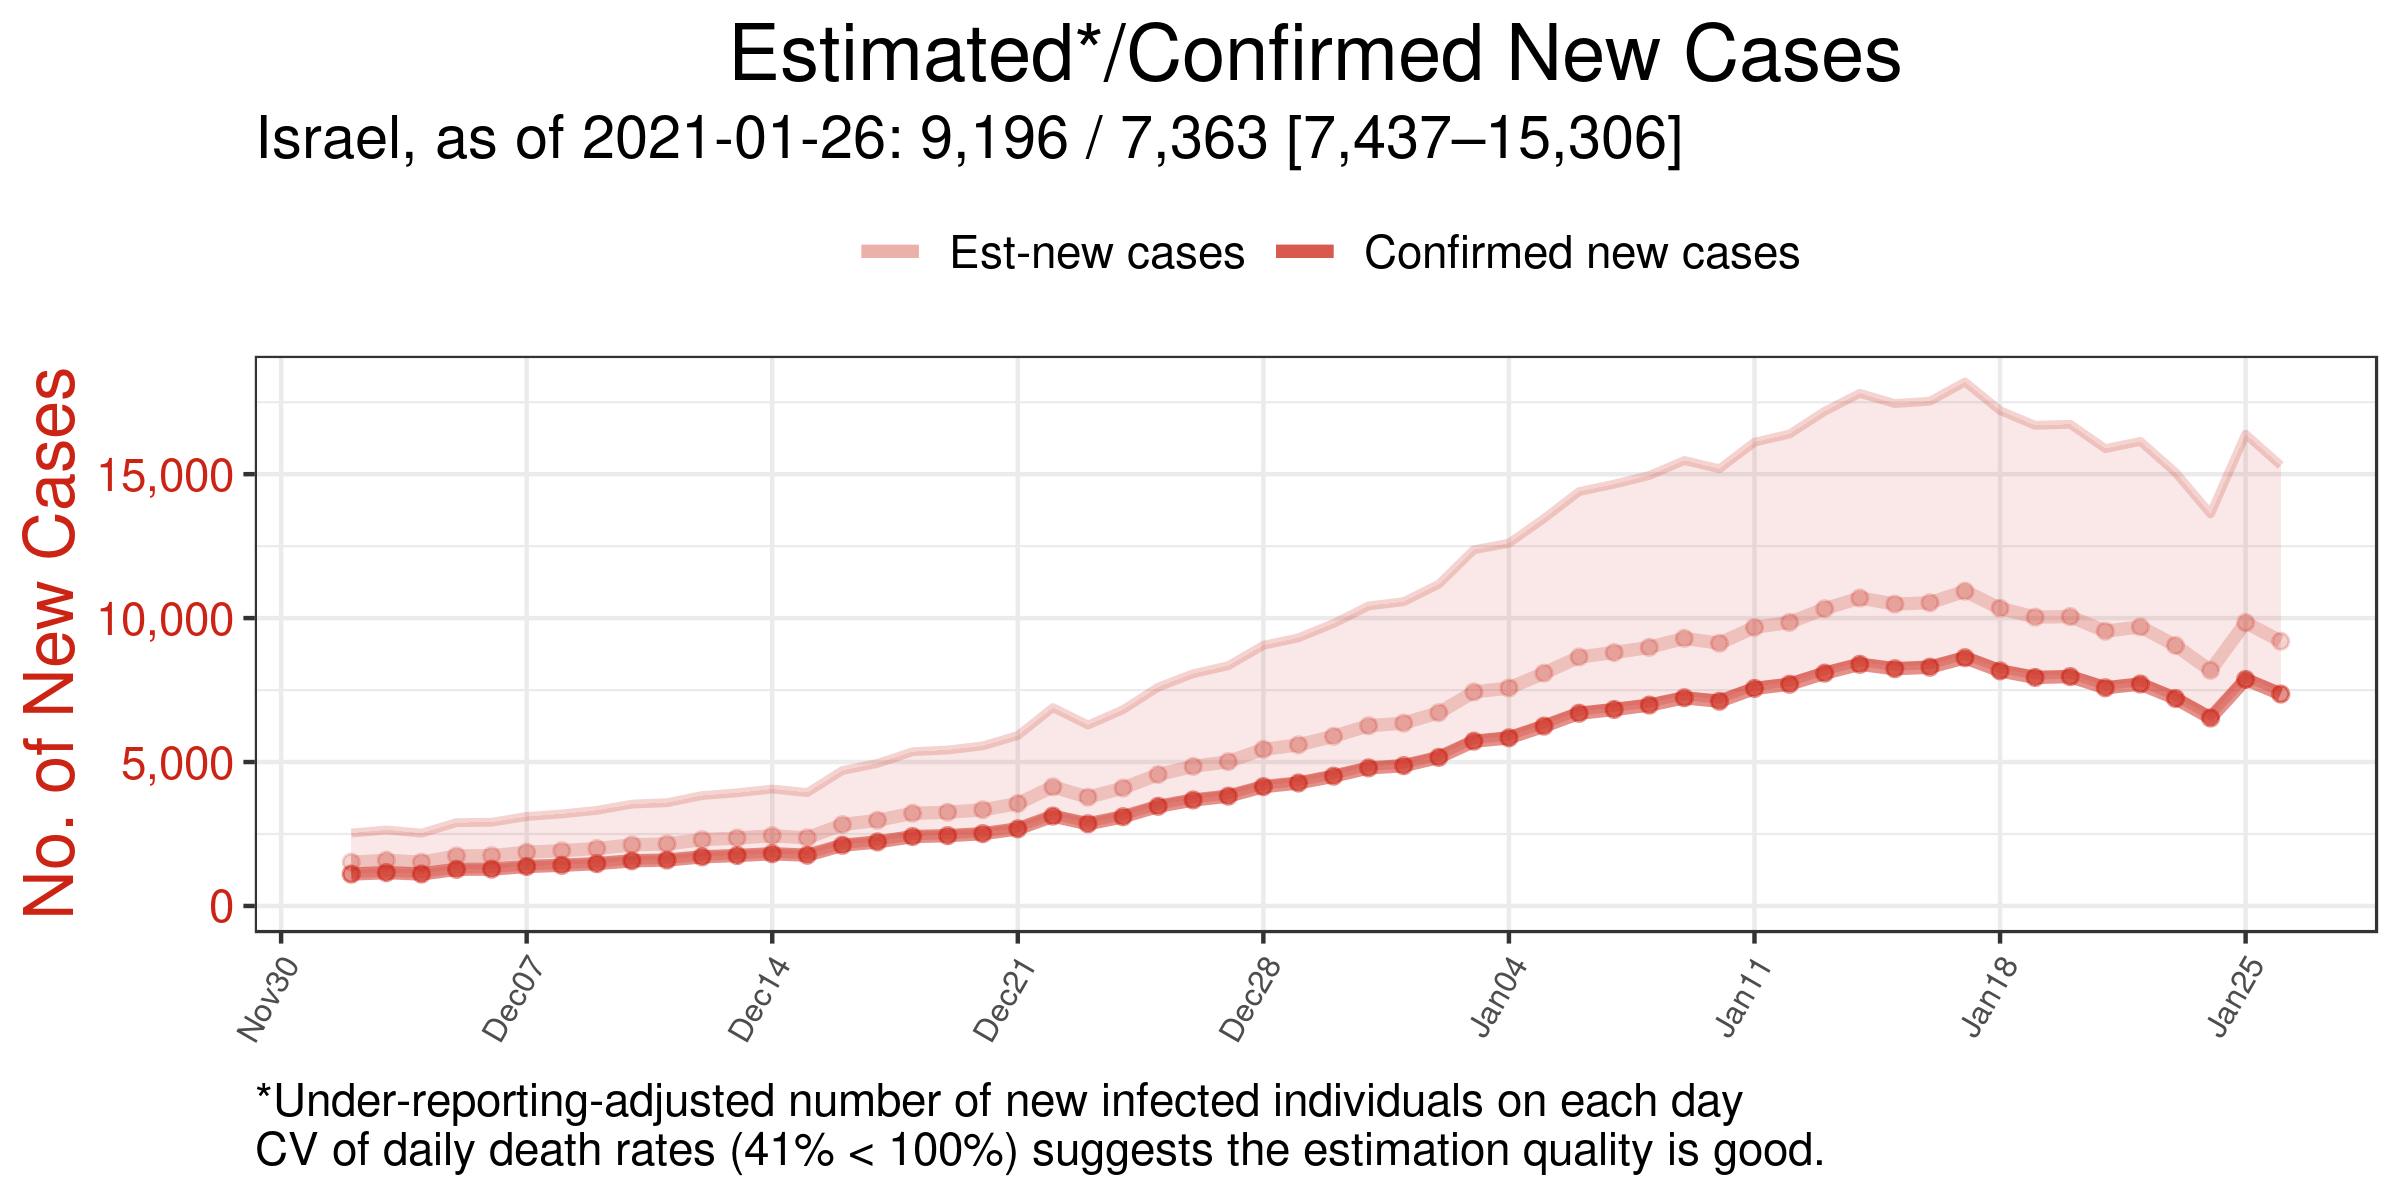 Estimated*/Confirmed New Cases
Israel, as of 2021-01-26: 9,196 / 7,363 [7,437–15,306]
Est-new cases Confirmed new cases
No. of New Cases
15,000
10,000
5,000
0
Nov30 Dec07 Dec14 Dec21 Dec28 Jan04 Jan11 Jan18 Jan25
*Under-reporting-adjusted number of new infected individuals on each day
CV of daily death rates (41% < 100%) suggests the estimation quality is good.